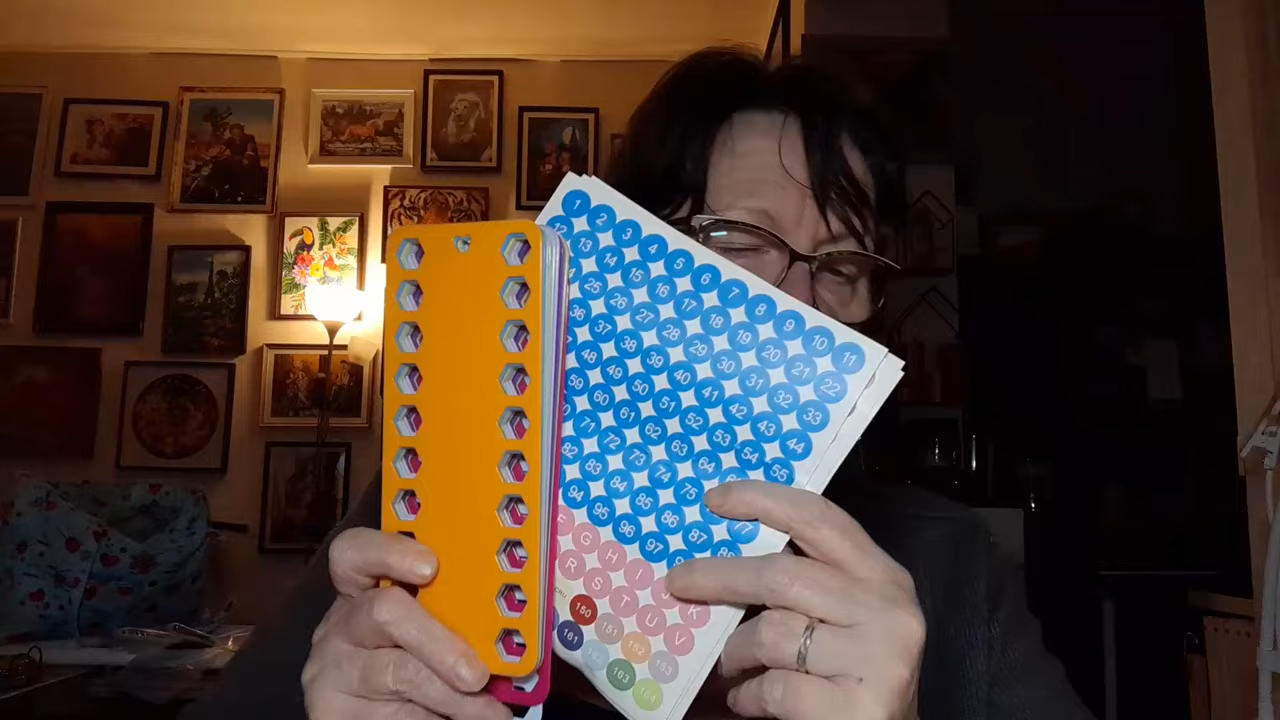 1 2 3 4 5 6 7 8 9 10 11
13 14 15 16 17 18 19 20 21 22
25 26 27 28 29 30 31 32 33
36 37 38 39 40 41 42 43 44
48 49 50 51 52 53 54 55
59 60 61 62 63 64
71 72 73 74 75 77
82 83 84 85 86 87
94 95 96 97
G H I K
R S T U V
150 151 152 153
161 163 164